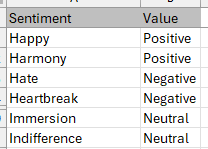 Sentiment Value
Happy Positive
Harmony Positive
Hate Negative
Heartbreak Negative
Immersion Neutral
Indifference Neutral